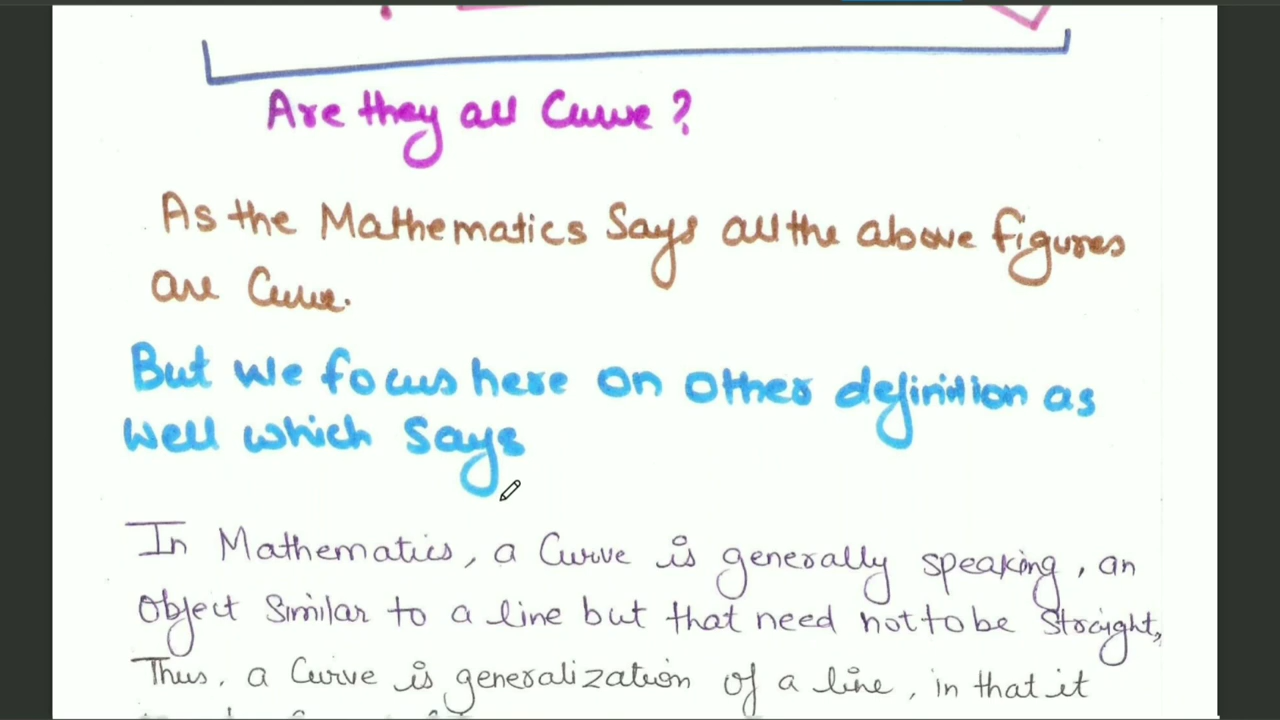 Are they all Curve?
As the Mathematics Says all the above figures
are Curve.
But we focus here on other definition as
well which says
In Mathematics, a Curve is generally speaking, an
object Similar to a line but that need not to be Straight,
Thus, a Curve is generalization of a line, in that it